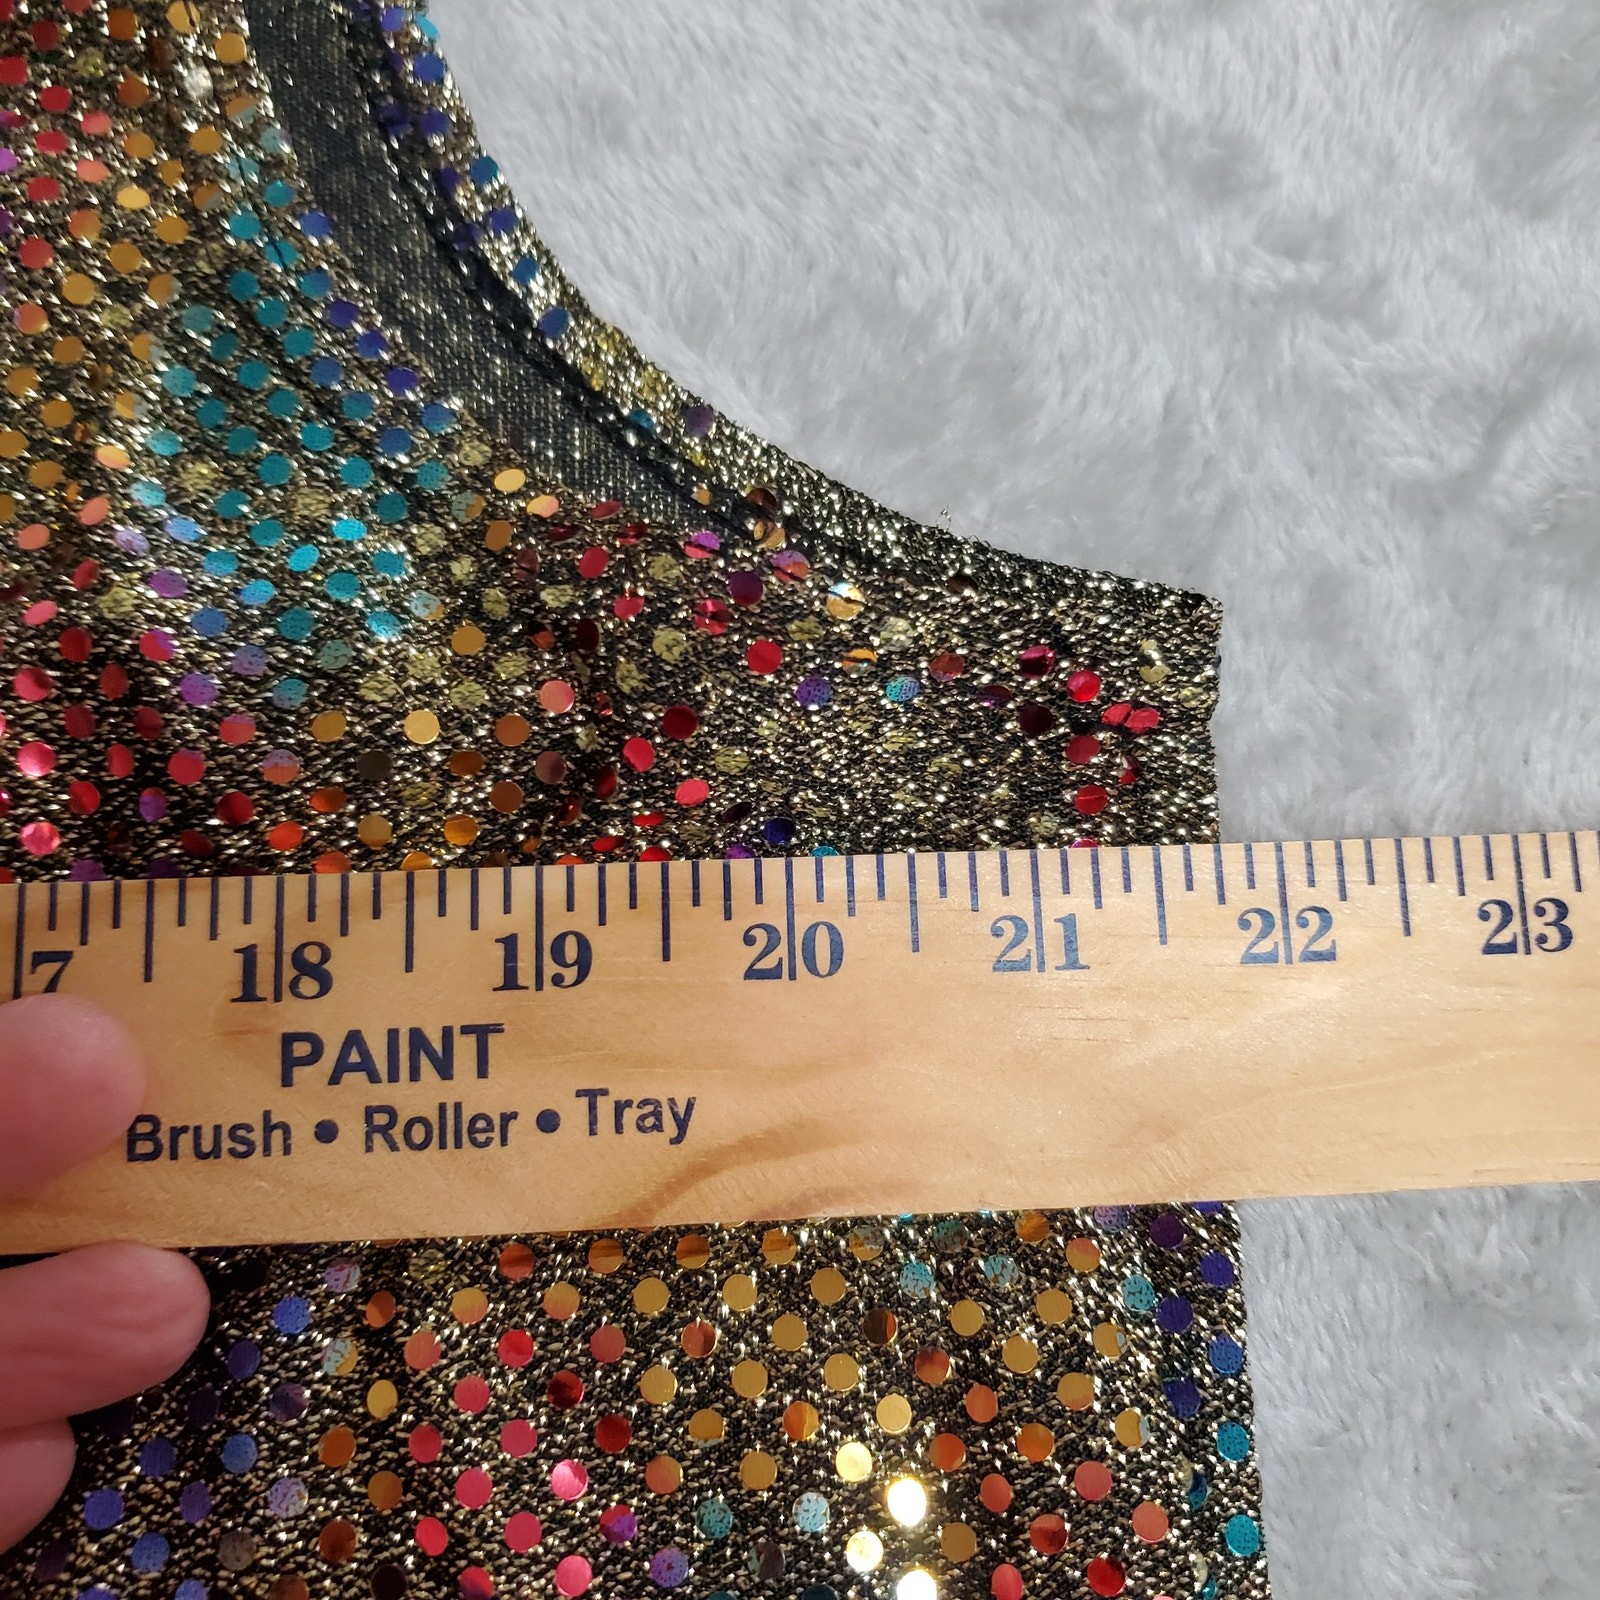 7 18 19 20 21 22 23
PAINT
Brush • Roller • Tray